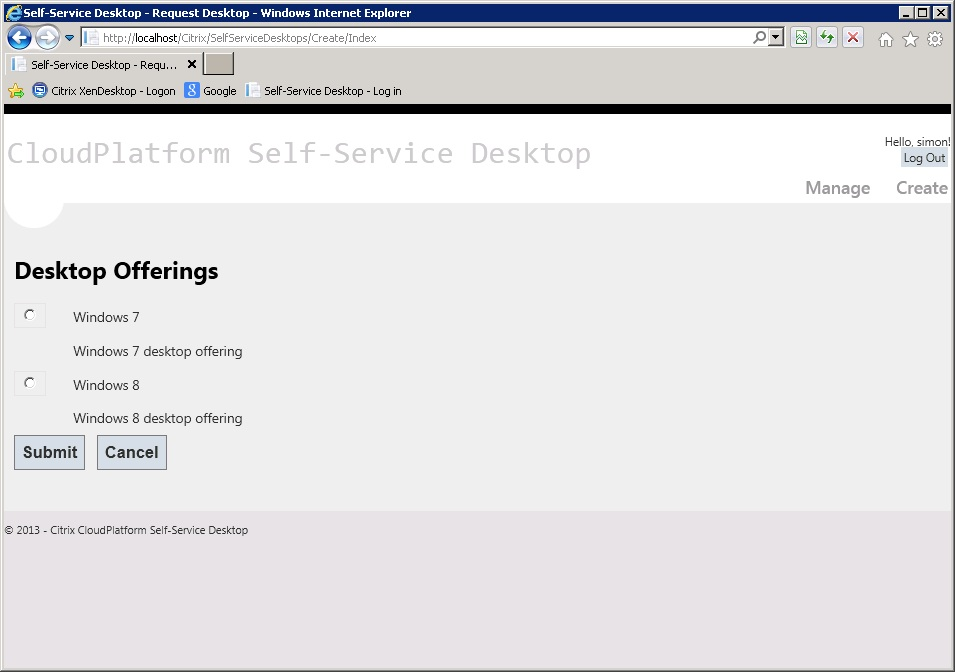 Self-Service Desktop - Request Desktop - Windows Internet Explorer
http://localhost/Citrix/SelfServiceDesktops/Create/Index
Self-Service Desktop - Requ...
Citrix XenDesktop - Logon
Google
Self-Service Desktop - Log in
CloudPlatform Self-Service Desktop
Hello, simon!
Log Out
Manage
Create
Desktop Offerings
Windows 7
Windows 7 desktop offering
Windows 8
Windows 8 desktop offering
Submit
Cancel
© 2013 - Citrix CloudPlatform Self-Service Desktop